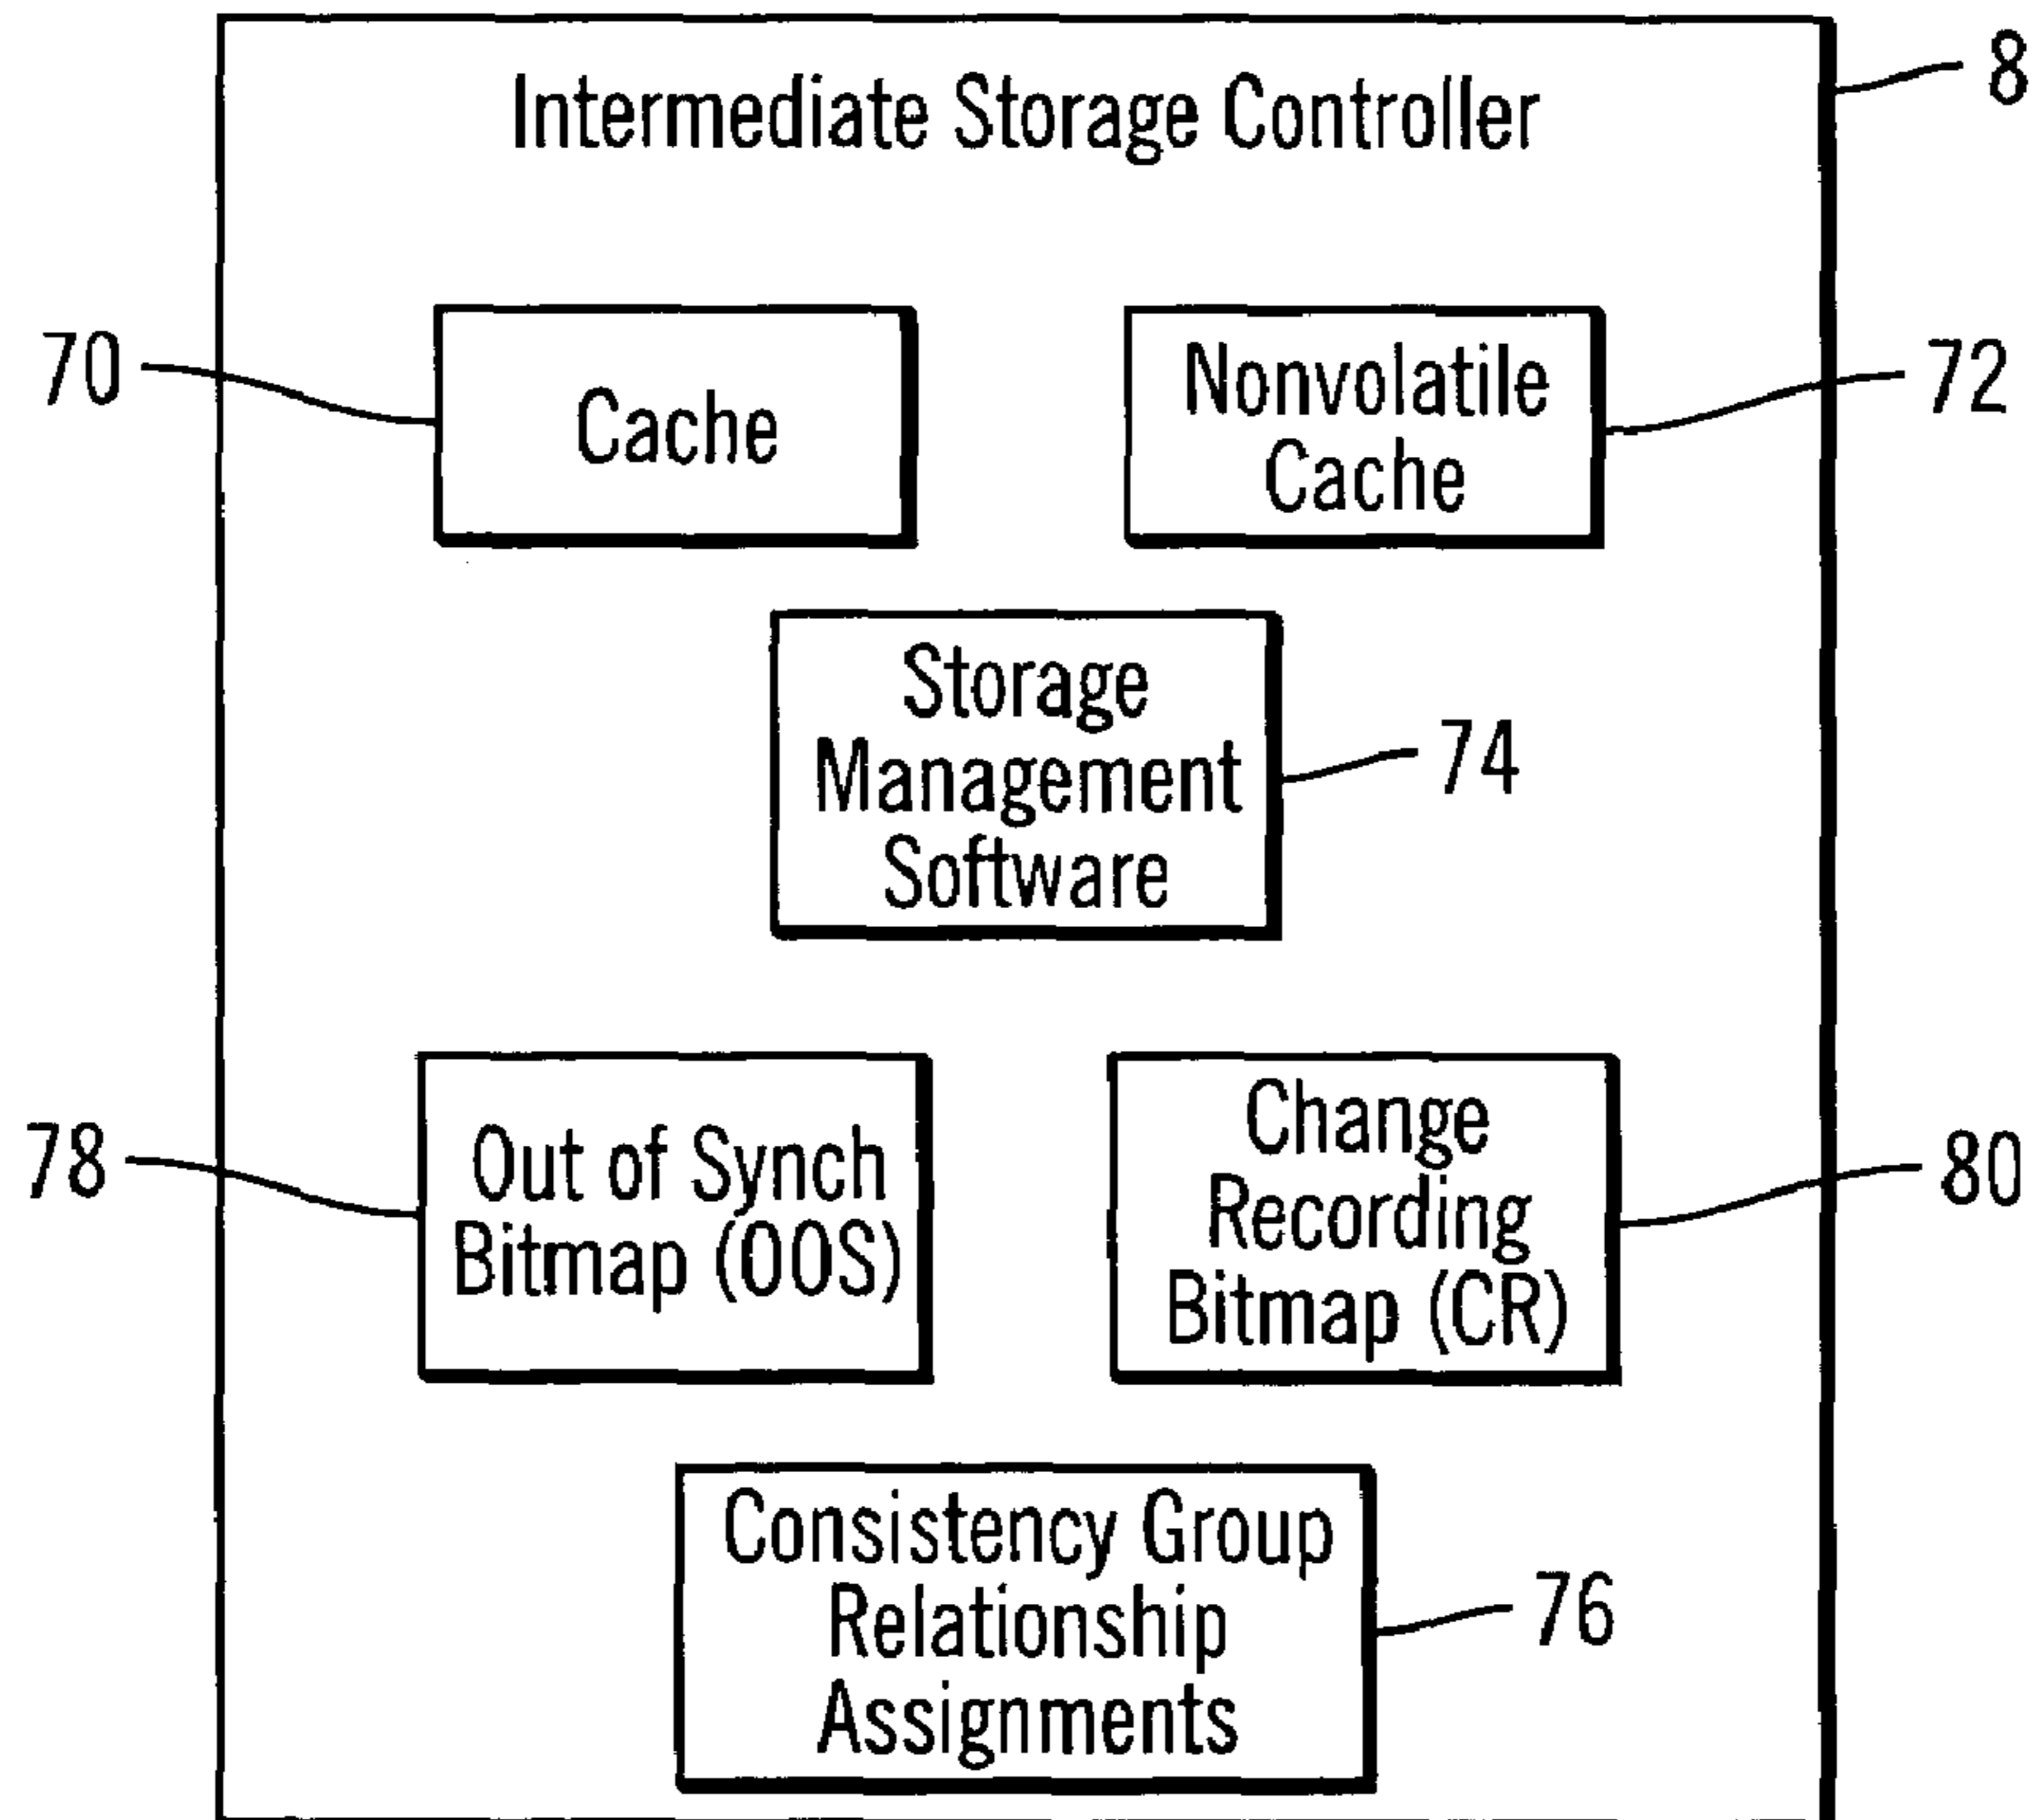 Intermediate Storage Controller
8
70
Cache
Nonvolatile
Cache
72
Storage
Management
Software
74
78
Out of Synch
Bitmap (OOS)
Change
Recording
Bitmap (CR)
80
Consistency Group
Relationship
Assignments
76